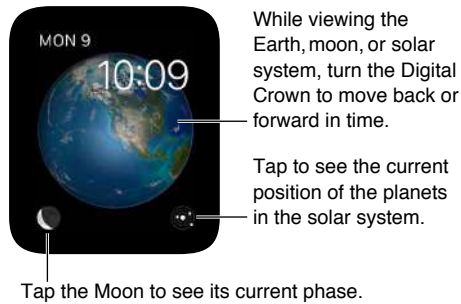 MON 9
10:09
While viewing the
Earth, moon, or solar
system, turn the Digital
Crown to move back or
forward in time.
Tap to see the current
position of the planets
in the solar system.
Tap the Moon to see its current phase.